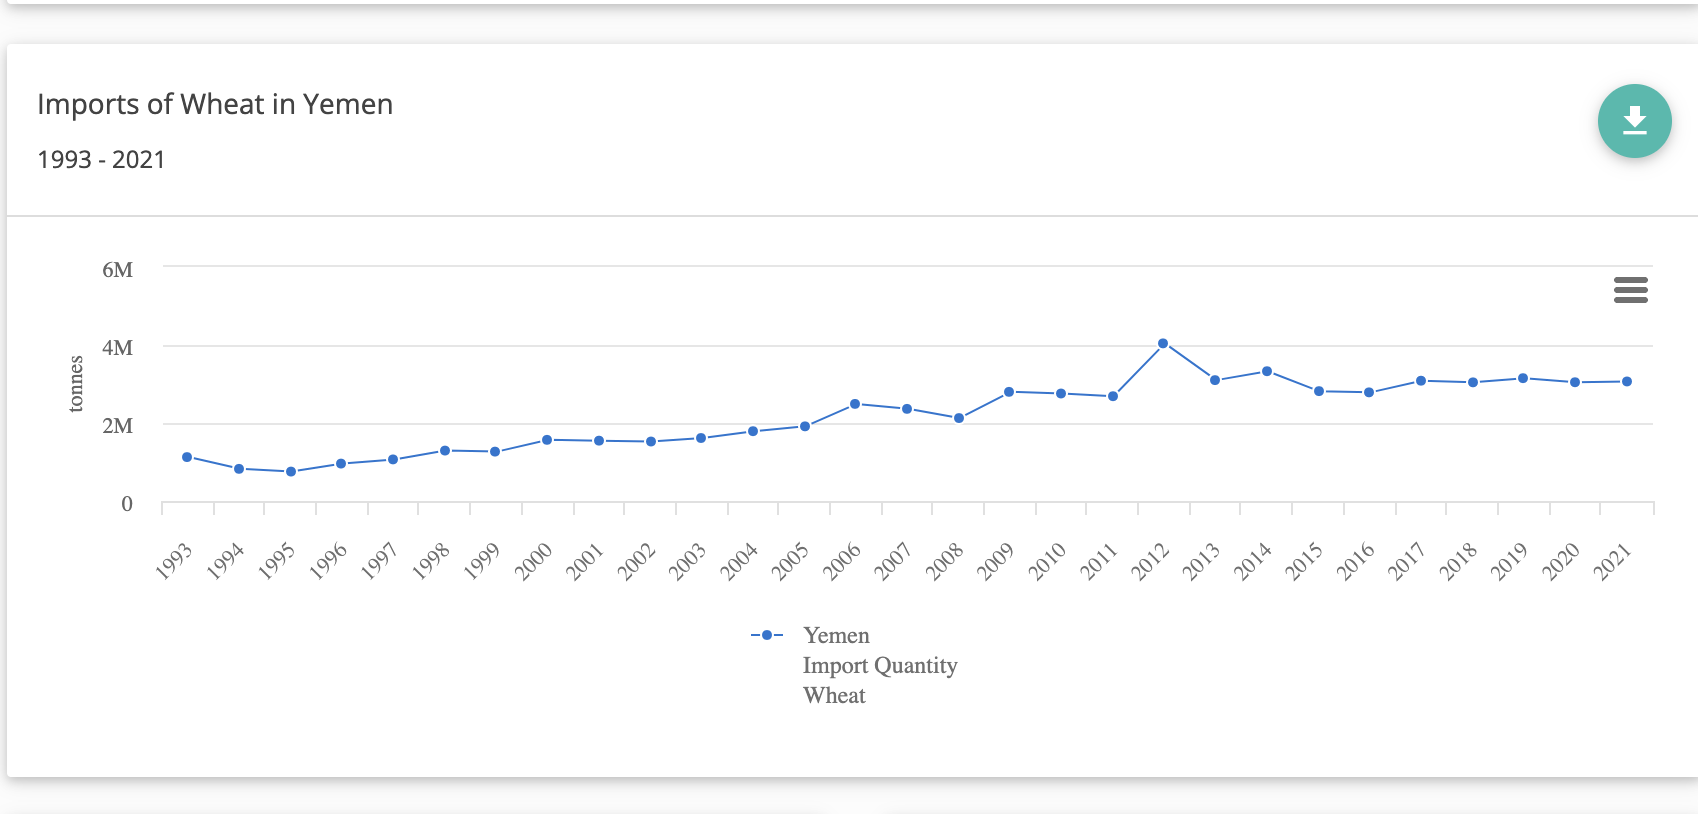 Imports of Wheat in Yemen
1993 - 2021
6M
4M
2M
0
tonnes
1993 1994 1995 1996 1997 1998 1999 2000 2001 2002 2003 2004 2005 2006 2007 2008 2009 2010 2011 2012 2013 2014 2015 2016 2017 2018 2019 2020 2021
Yemen
Import Quantity
Wheat